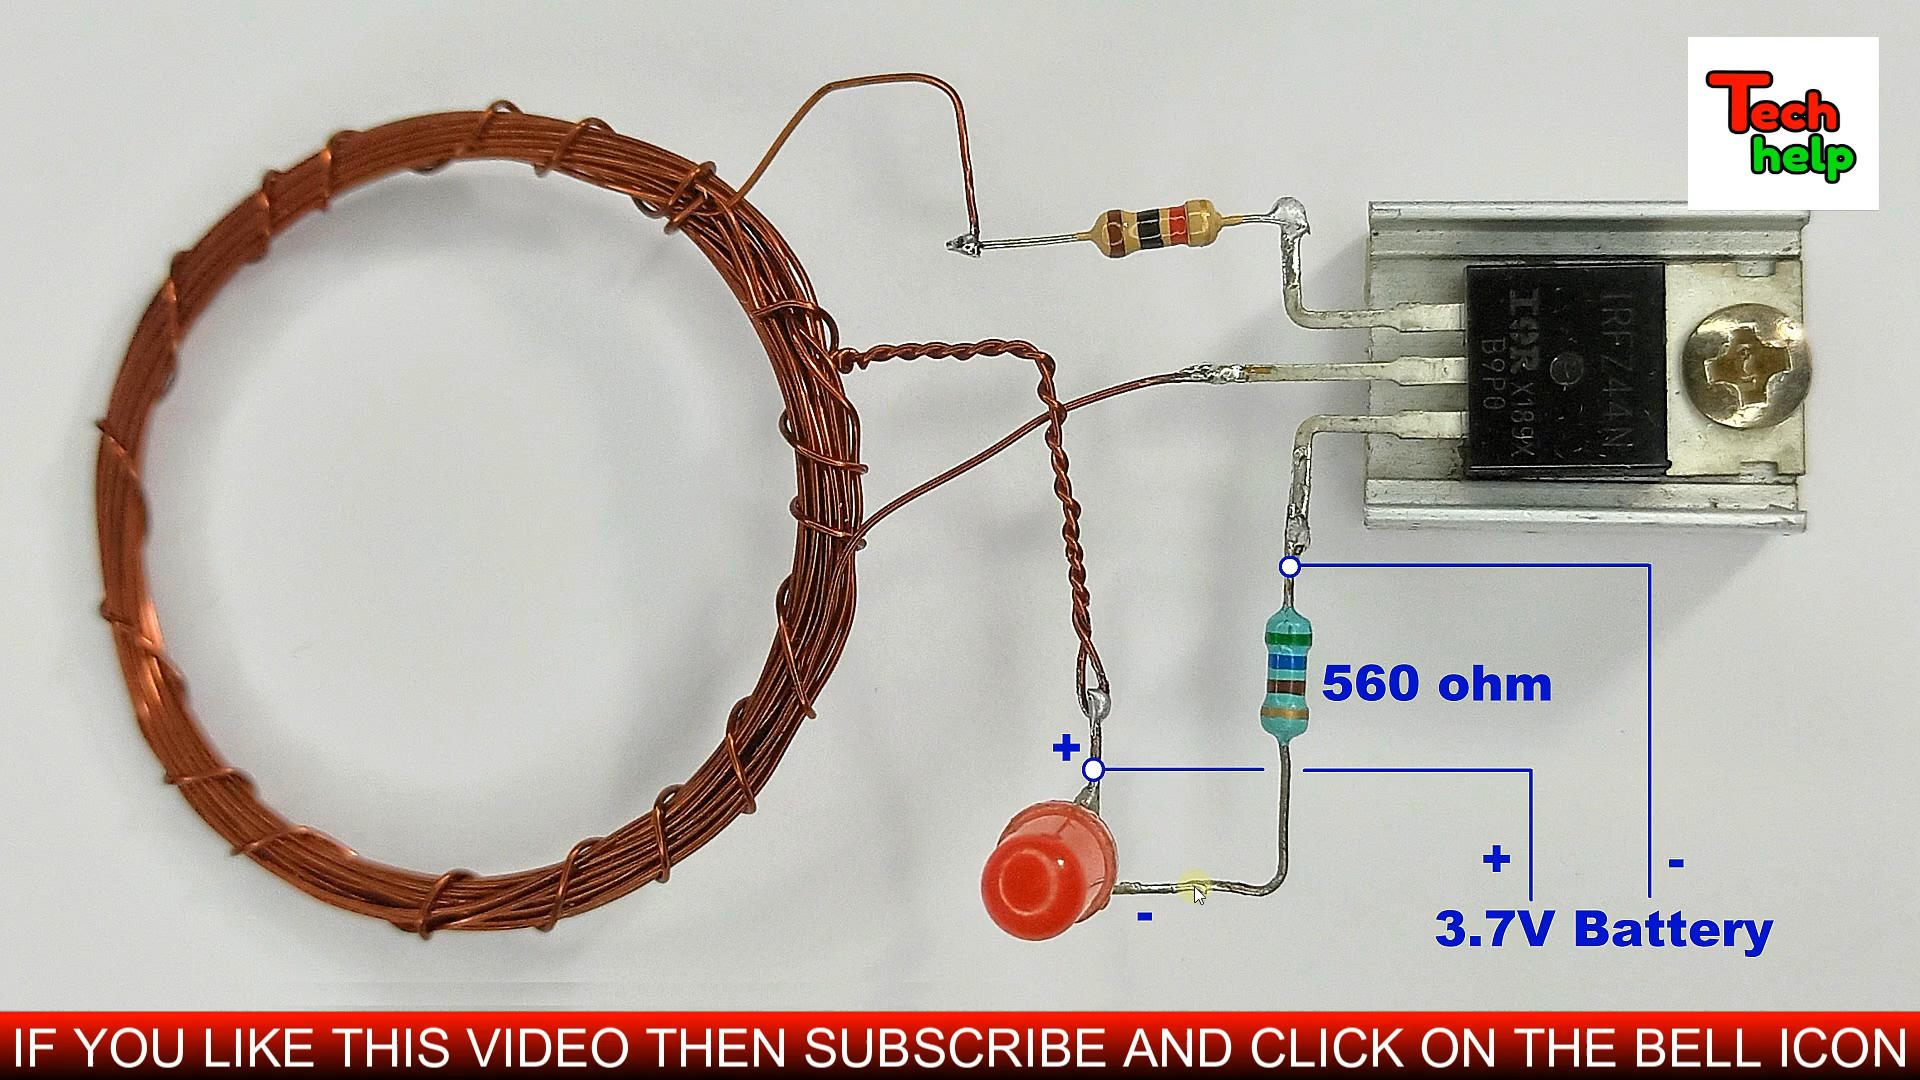 Tech
help
IRFZ44N
IOR X189X
B9P0
560 ohm
+
-
+
-
3.7V Battery
IF YOU LIKE THIS VIDEO THEN SUBSCRIBE AND CLICK ON THE BELL ICON